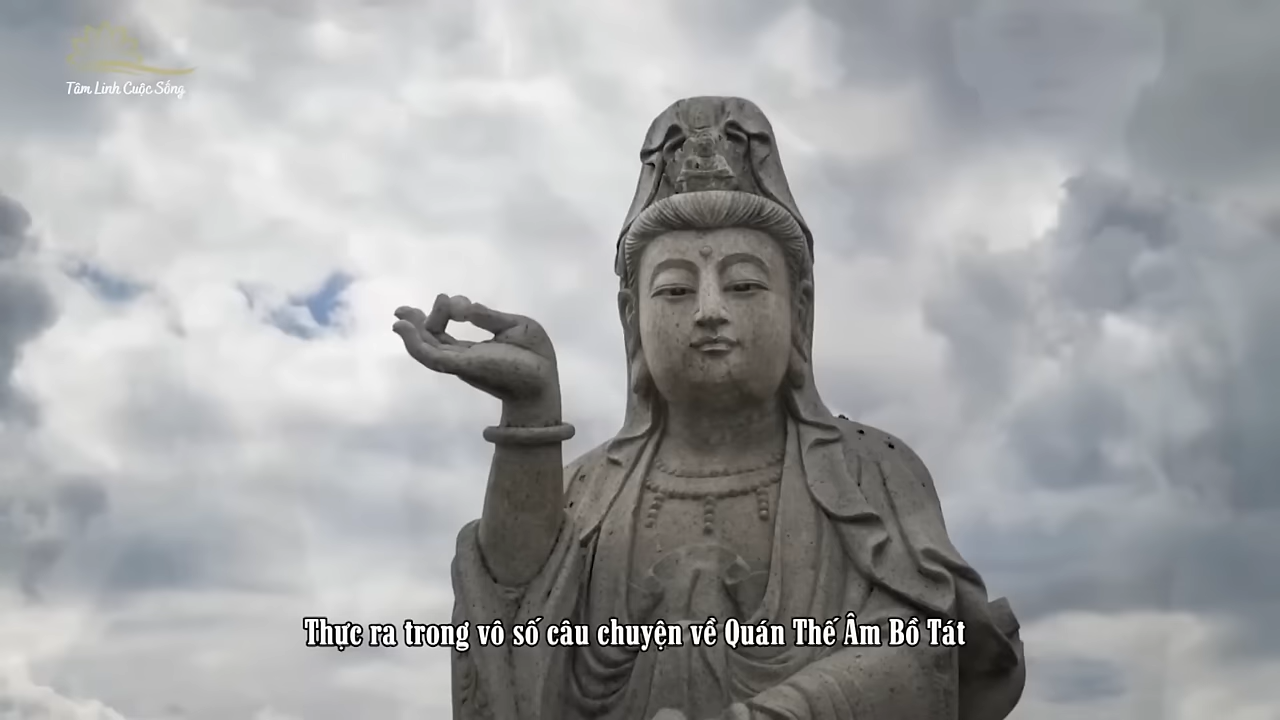 Tâm Linh Cuộc Sống
Thực ra trong vô số câu chuyện về Quán Thế Âm Bồ Tát